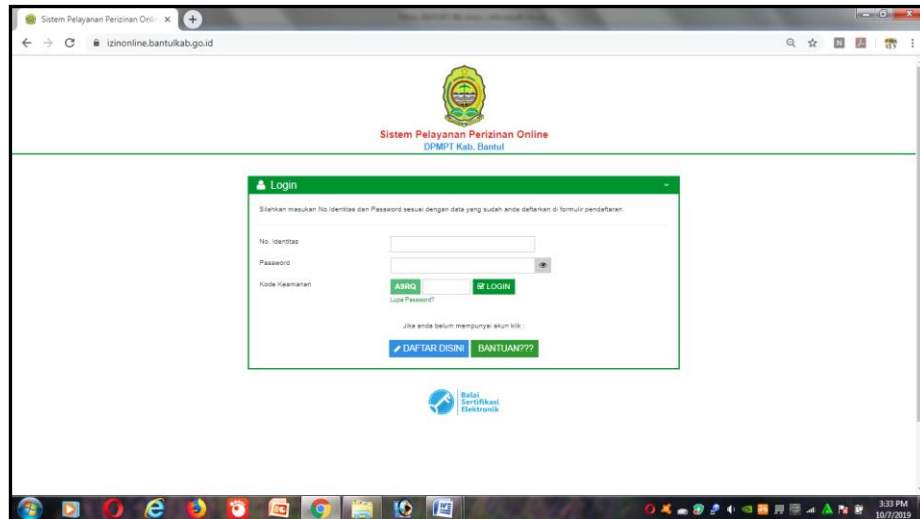 Sistem Pelayanan Perizinan Onli
izinonline.bantulkab.go.id
Sistem Pelayanan Perizinan Online
DPMPT Kab. Bantul
Login
Silahkan masukan No.Identitas dan Password sesuai dengan data yang sudah anda daftarkan di formulir pendaftaran.
No. Identitas
Password
Kode Keamanan
LOGIN
Lupa Password?
Jika anda belum mempunyai akun klik :
DAFTAR DISINI BANTUAN???
Balai
Sertifikasi
Elektronik
3:33 PM
10/7/2019